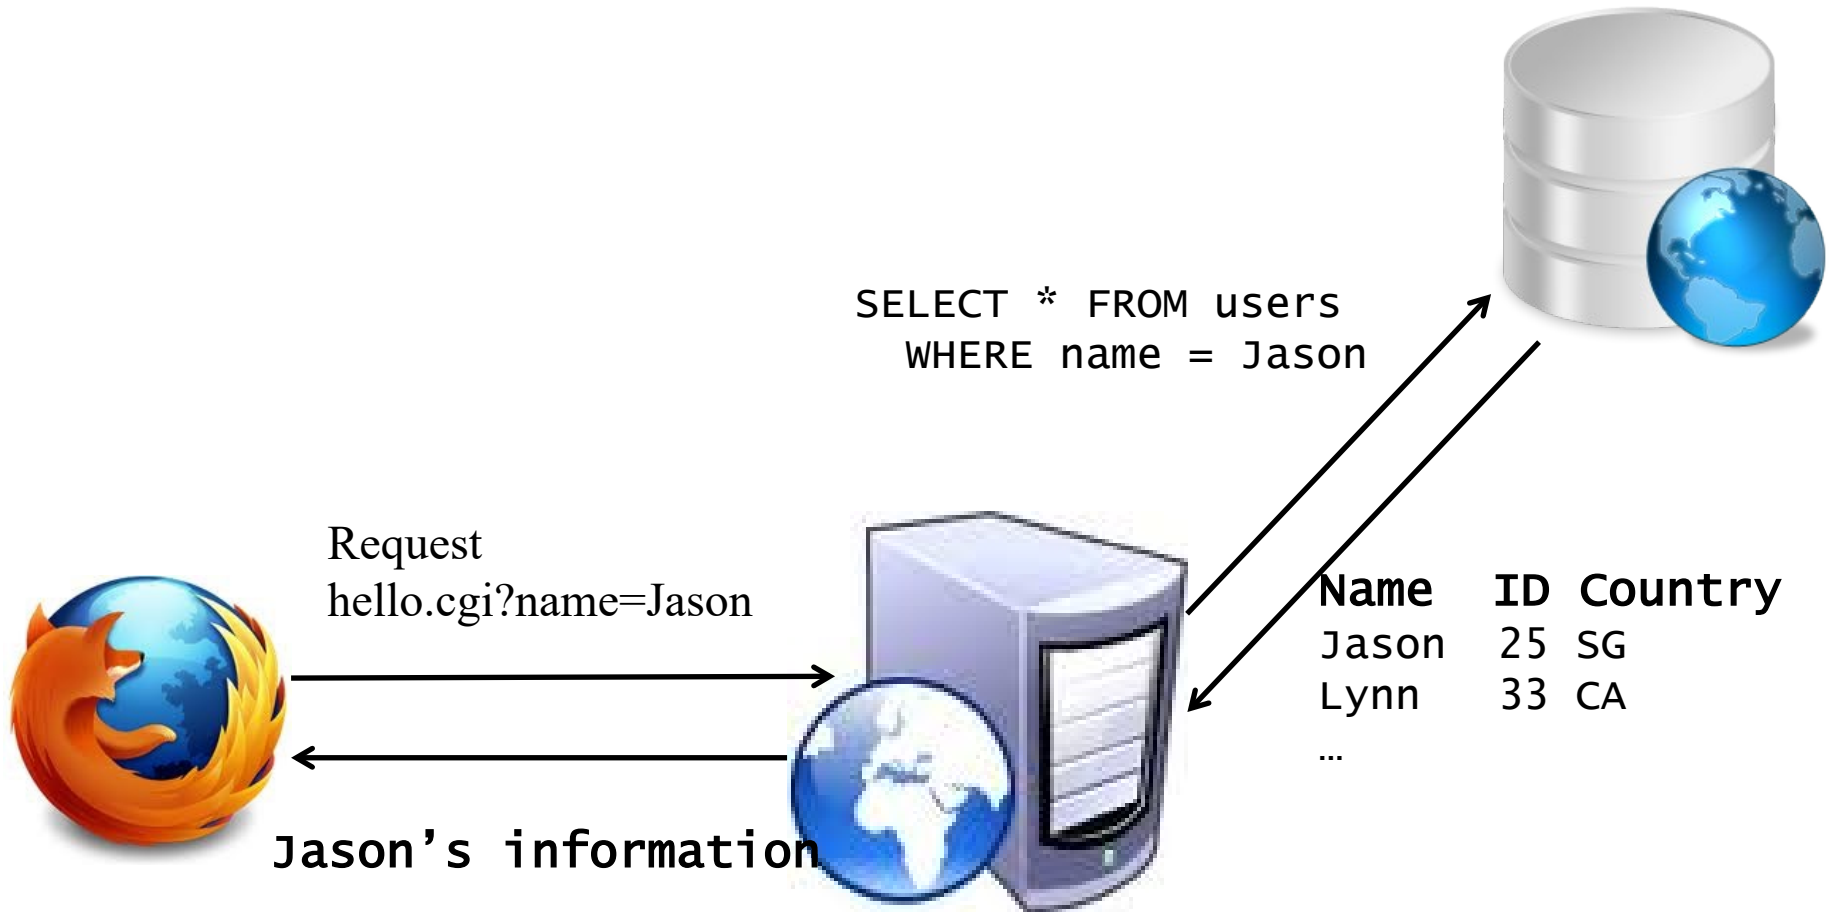 SELECT * FROM users
WHERE name = Jason
Request
hello.cgi?name=Jason
Name ID Country
Jason 25 SG
Lynn 33 CA
…
Jason’s information